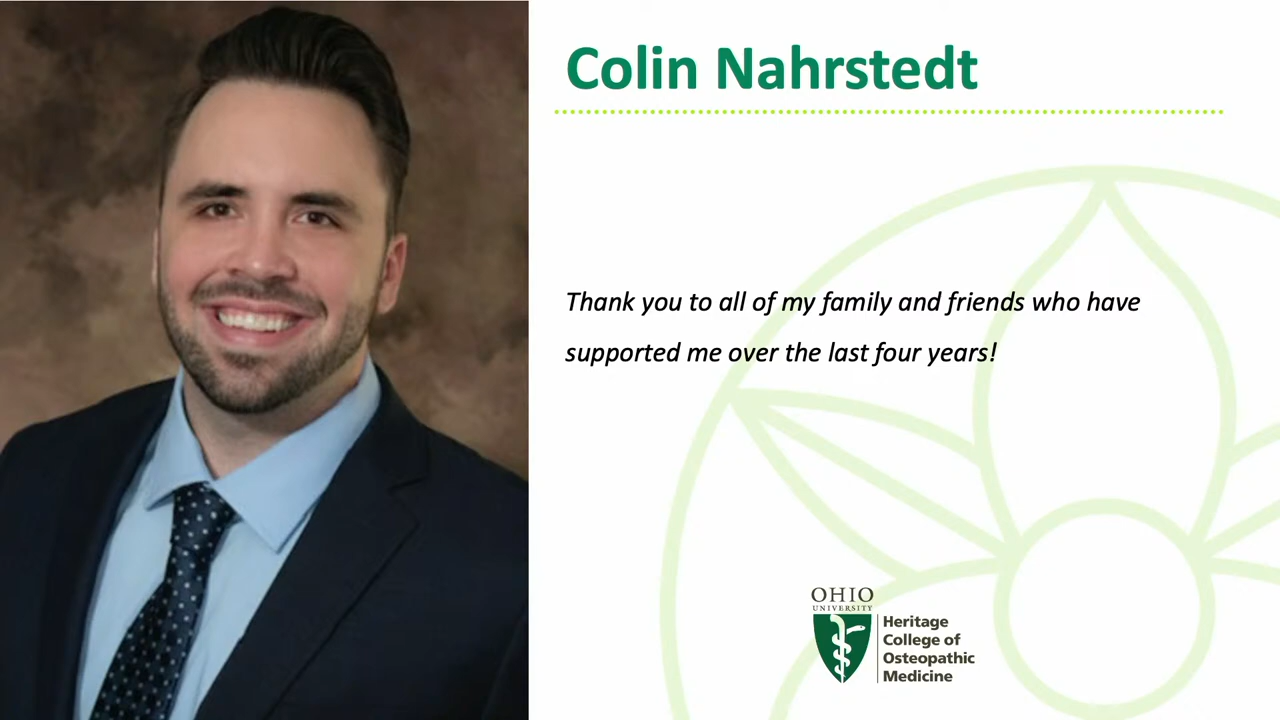 Colin Nahrstedt
Thank you to all of my family and friends who have
supported me over the last four years!
OHIO
UNIVERSITY
Heritage
College of
Osteopathic
Medicine